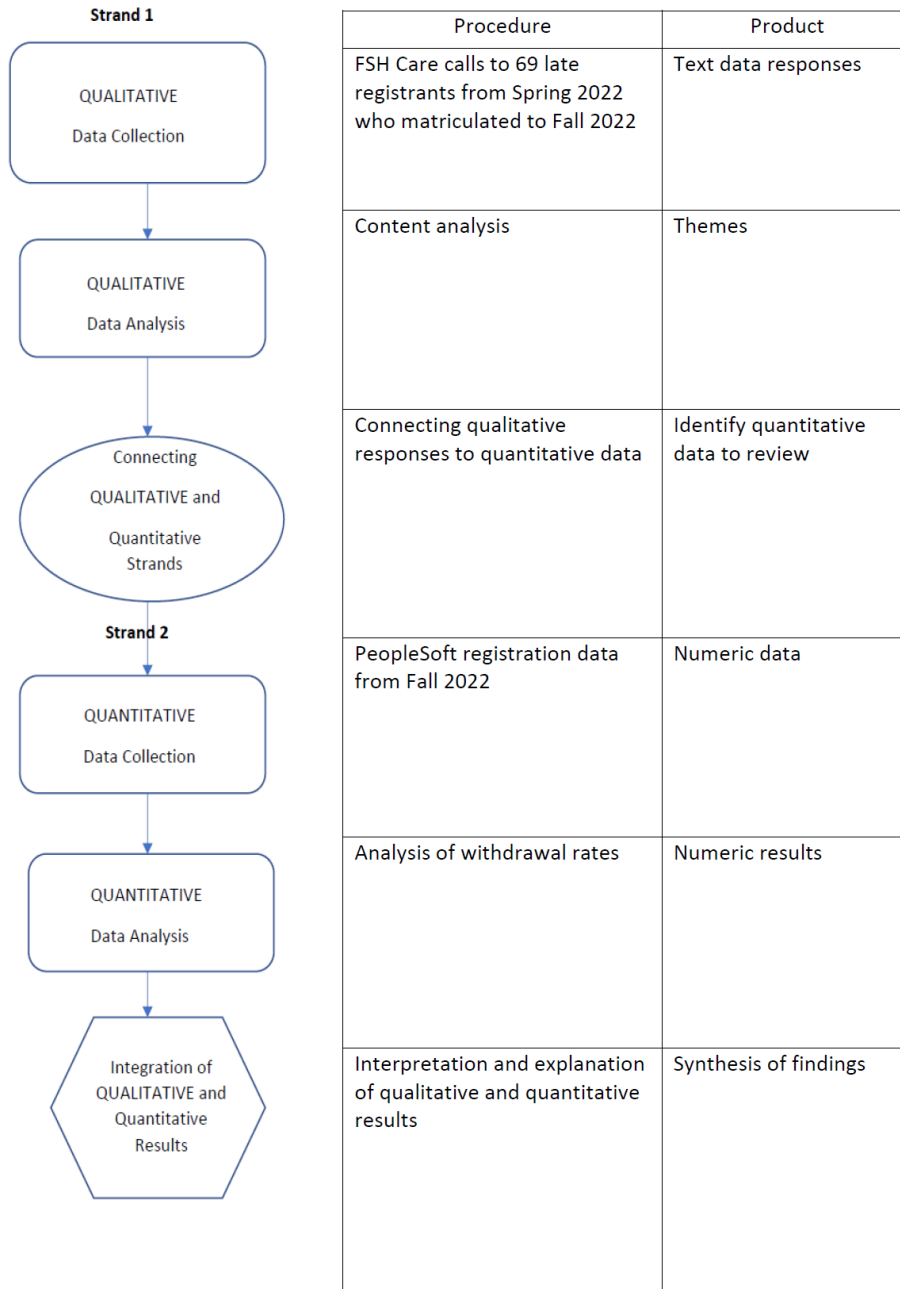 Strand 1
QUALITATIVE
Data Collection
QUALITATIVE
Data Analysis
Connecting
QUALITATIVE and
Quantitative
Strands
Strand 2
QUANTITATIVE
Data Collection
QUANTITATIVE
Data Analysis
Integration of
QUALITATIVE and
Quantitative
Results
Procedure
Product
FSH Care calls to 69 late
registrants from Spring 2022
who matriculated to Fall 2022
Text data responses
Content analysis
Themes
Connecting qualitative
responses to quantitative data
Identify quantitative
data to review
PeopleSoft registration data
from Fall 2022
Numeric data
Analysis of withdrawal rates
Numeric results
Interpretation and explanation
of qualitative and quantitative
results
Synthesis of findings